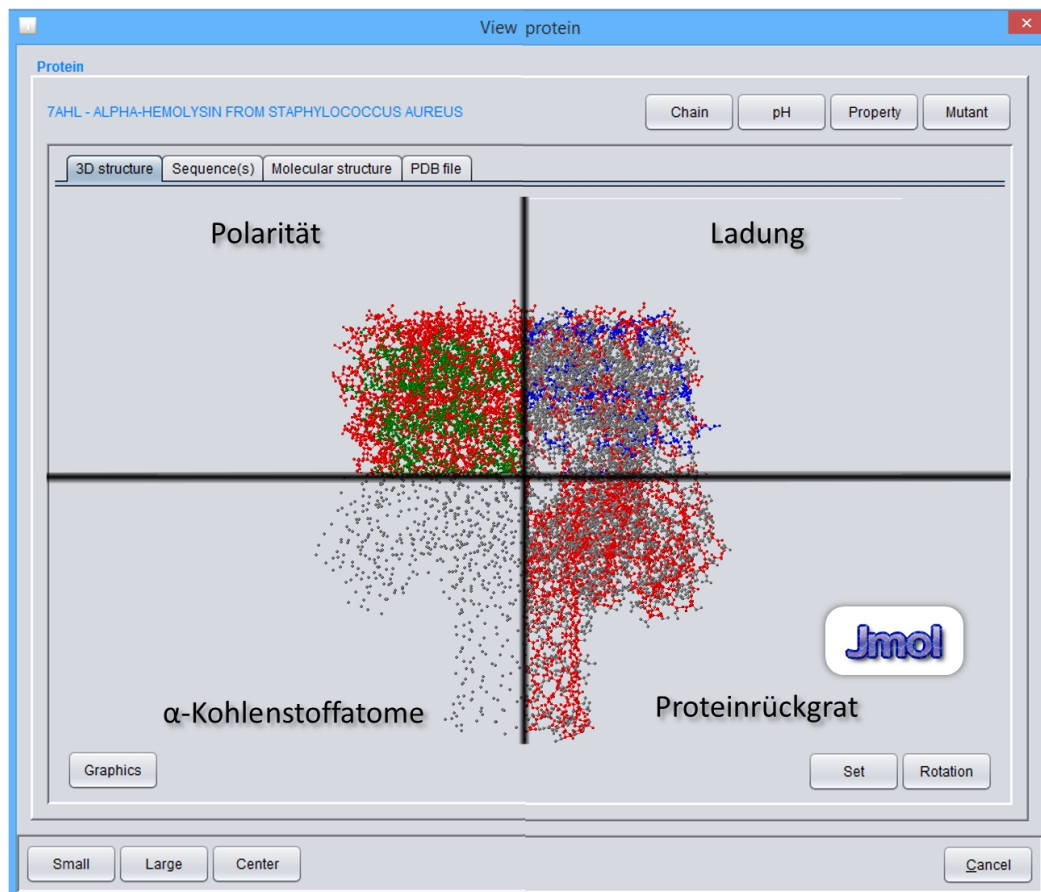 View protein
Protein
7AHL - ALPHA-HEMOLYSIN FROM STAPHYLOCOCCUS AUREUS
Chain
pH
Property
Mutant
3D structure
Sequence(s)
Molecular structure
PDB file
Polarität
Ladung
Jmol
α-Kohlenstoffatome
Proteinrückgrat
Graphics
Set
Rotation
Small
Large
Center
Cancel